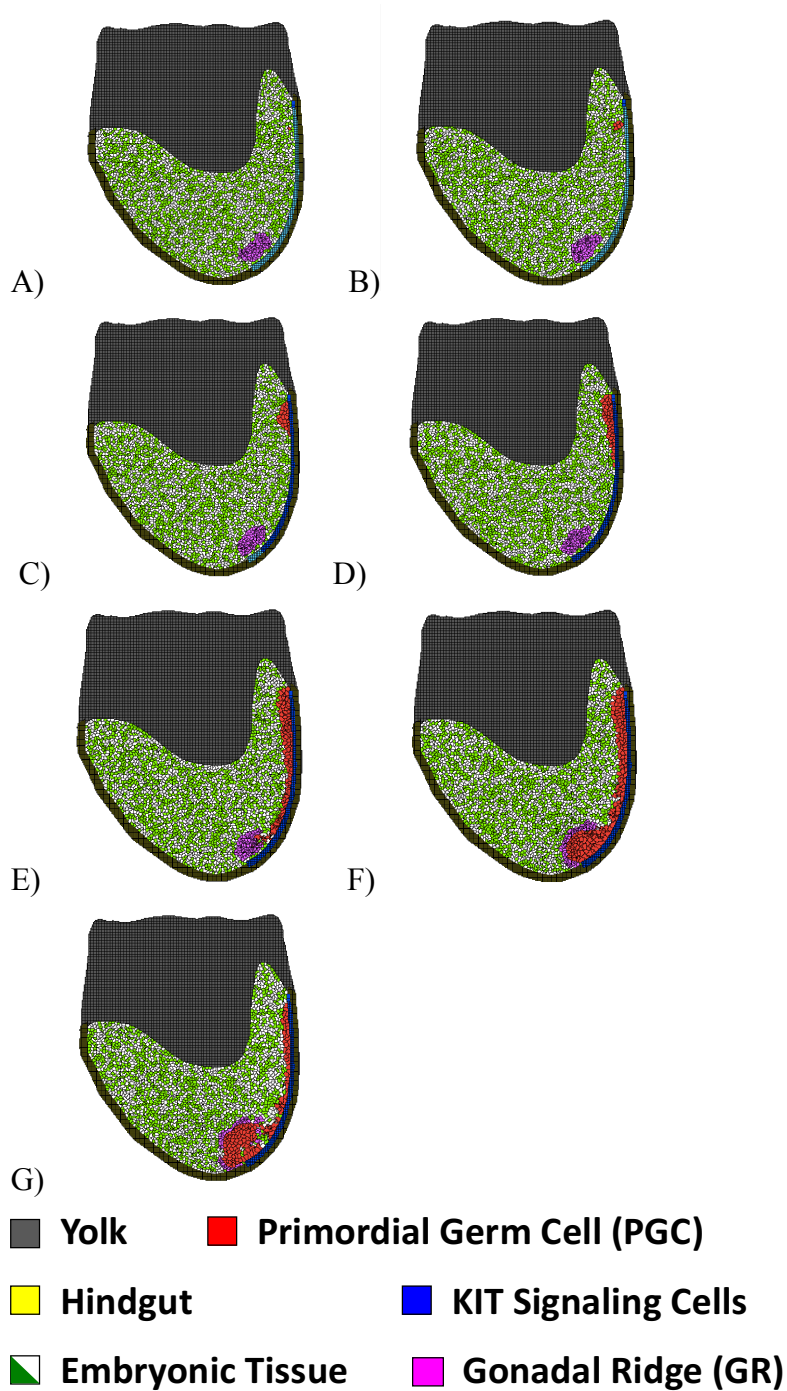 A) B)
C) D)
E) F)
G)
Yolk Primordial Germ Cell (PGC)
Hindgut KIT Signaling Cells
Embryonic Tissue Gonadal Ridge (GR)